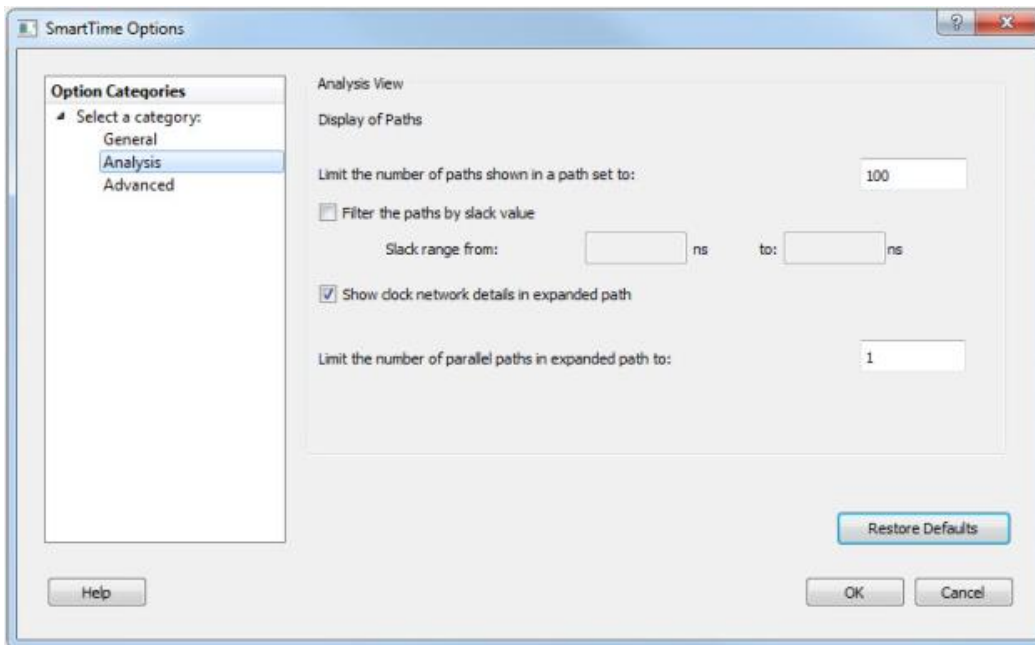 SmartTime Options
Option Categories
Select a category:
General
Analysis
Advanced
Analysis View
Display of Paths
Limit the number of paths shown in a path set to: 100
Filter the paths by slack value
Slack range from: ns to: ns
Show clock network details in expanded path
Limit the number of parallel paths in expanded path to: 1
Restore Defaults
Help OK Cancel